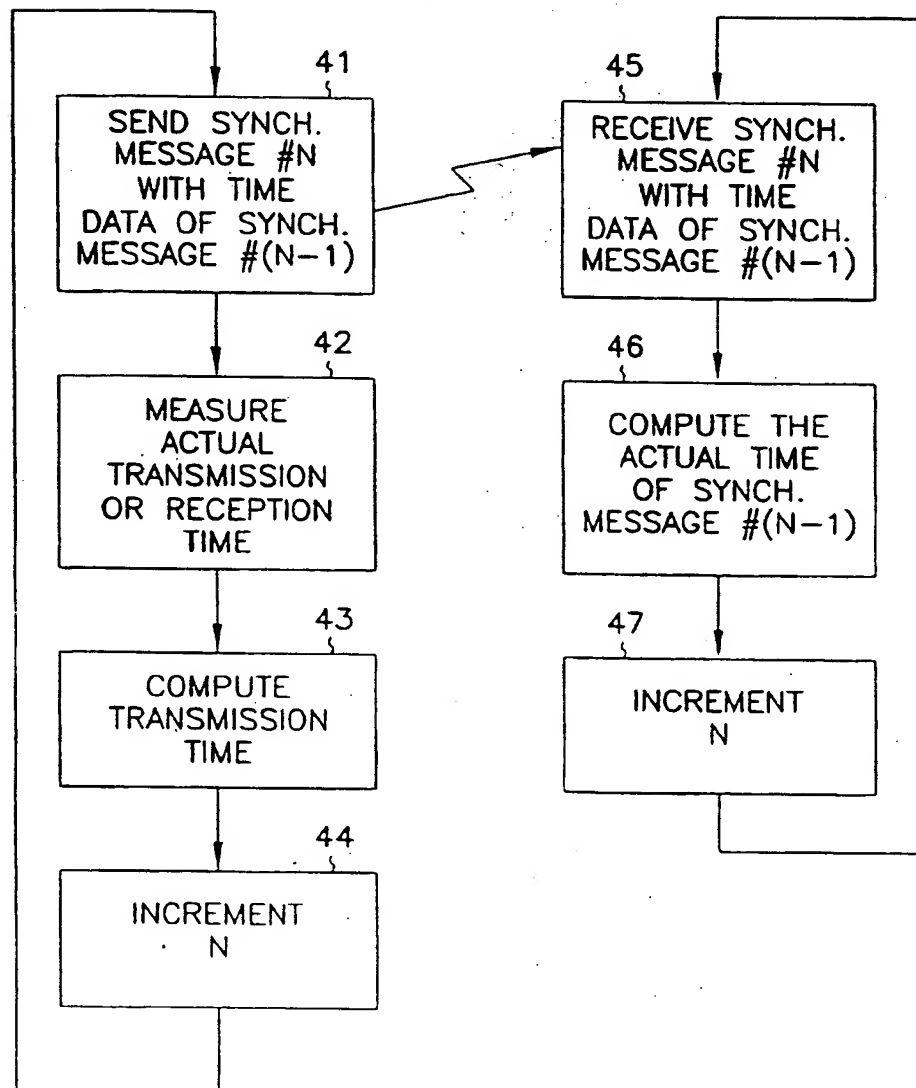 41
SEND SYNCH.
MESSAGE #N
WITH TIME
DATA OF SYNCH.
MESSAGE #(N-1)
42
MEASURE
ACTUAL
TRANSMISSION
OR RECEPTION
TIME
43
COMPUTE
TRANSMISSION
TIME
44
INCREMENT
N
45
RECEIVE SYNCH.
MESSAGE #N
WITH TIME
DATA OF SYNCH.
MESSAGE #(N-1)
46
COMPUTE THE
ACTUAL TIME
OF SYNCH.
MESSAGE #(N-1)
47
INCREMENT
N